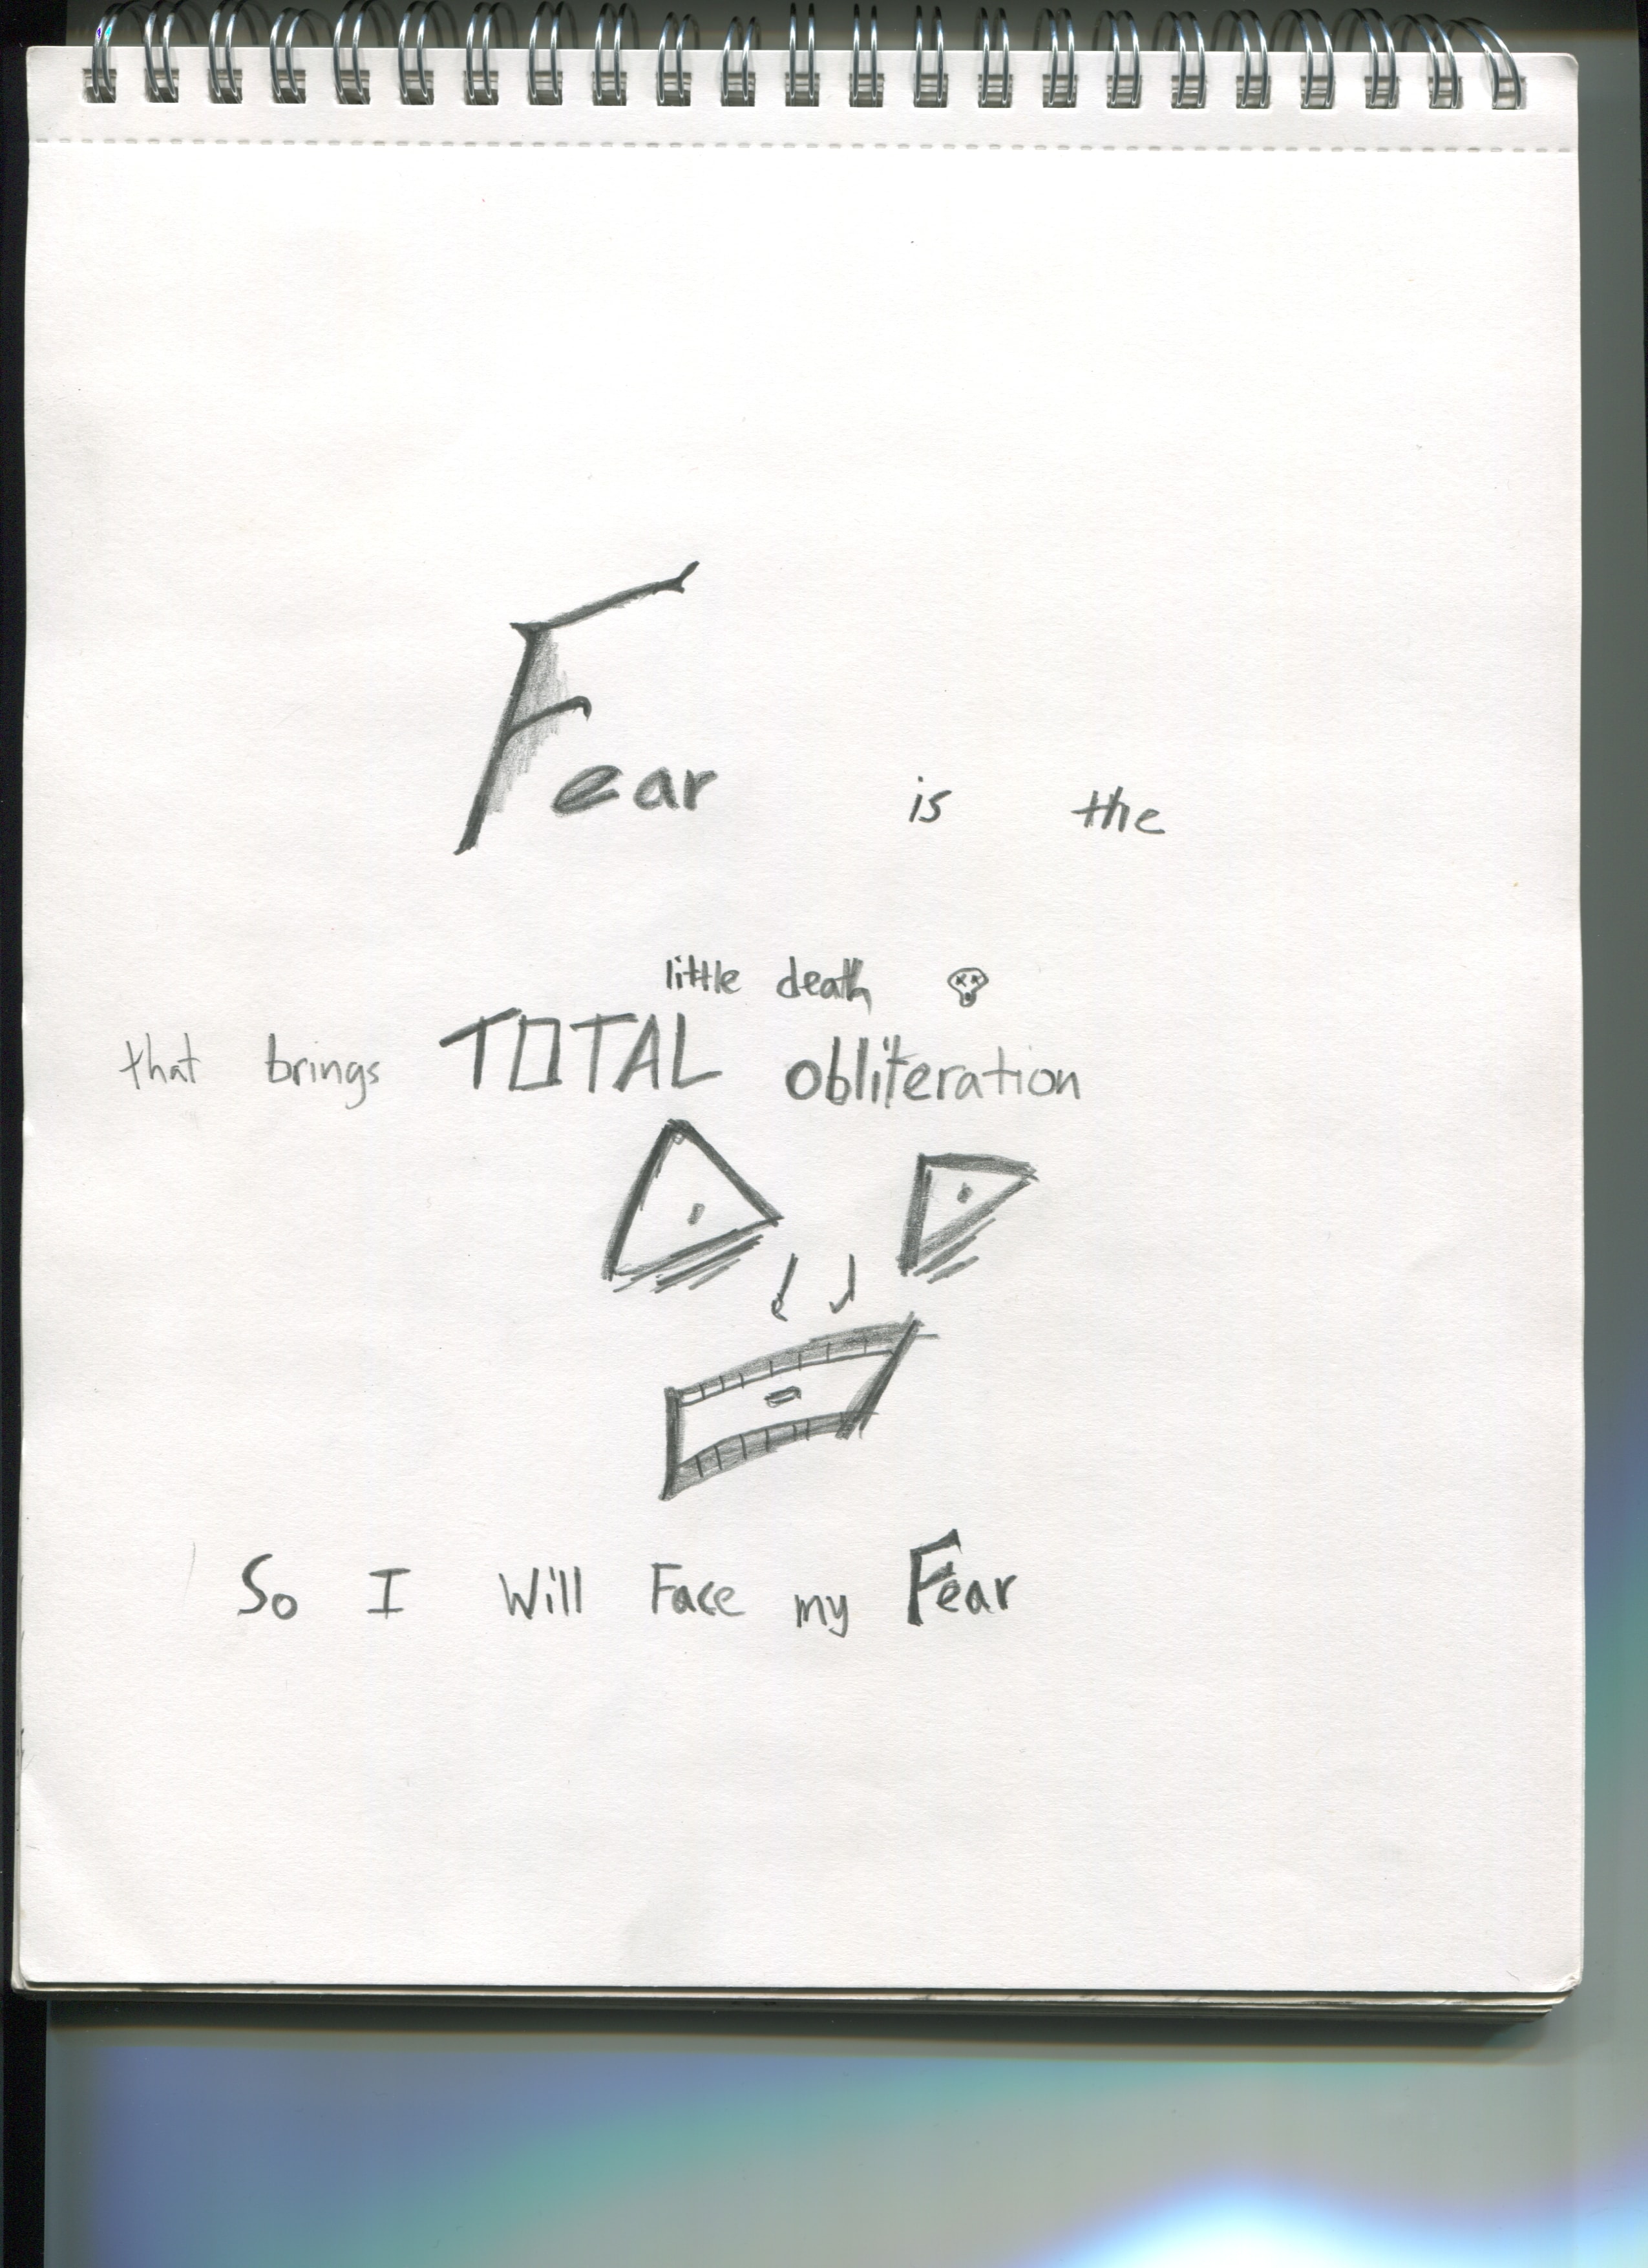 Fear is the
little death
that brings TOTAL obliteration
So I Will Face my Fear